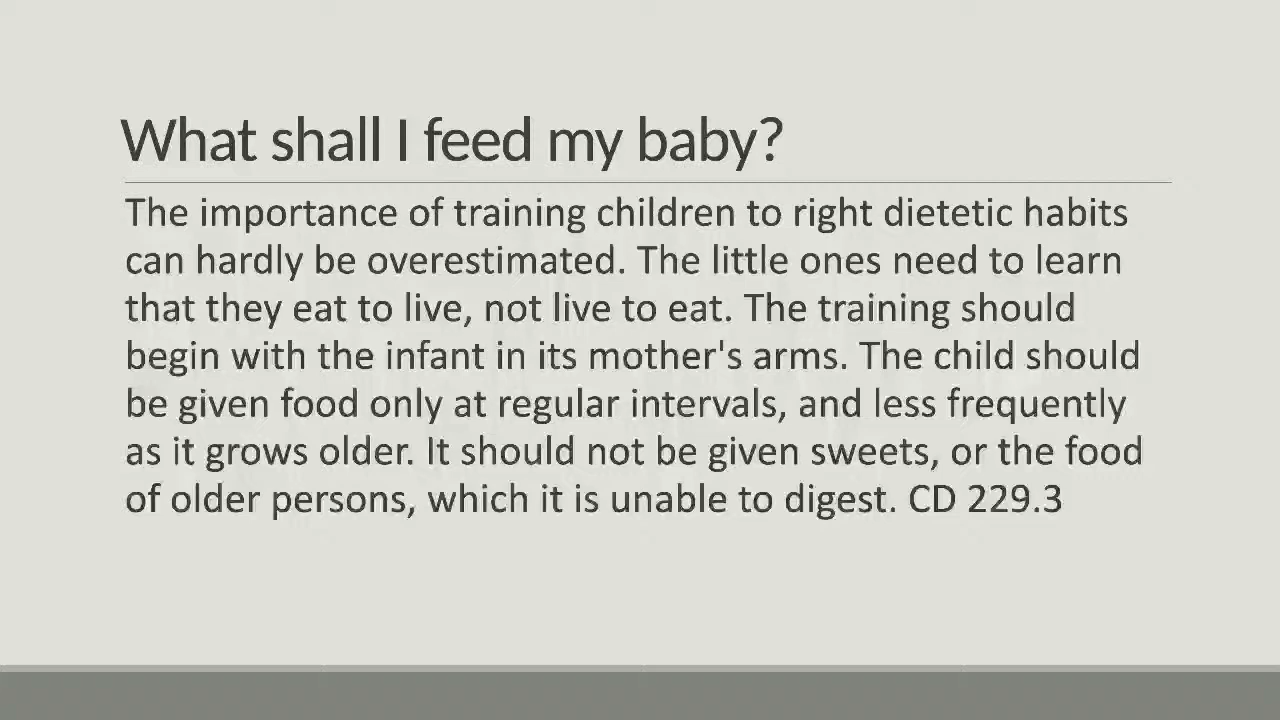 What shall I feed my baby?
The importance of training children to right dietetic habits
can hardly be overestimated. The little ones need to learn
that they eat to live, not live to eat. The training should
begin with the infant in its mother's arms. The child should
be given food only at regular intervals, and less frequently
as it grows older. It should not be given sweets, or the food
of older persons, which it is unable to digest. CD 229.3